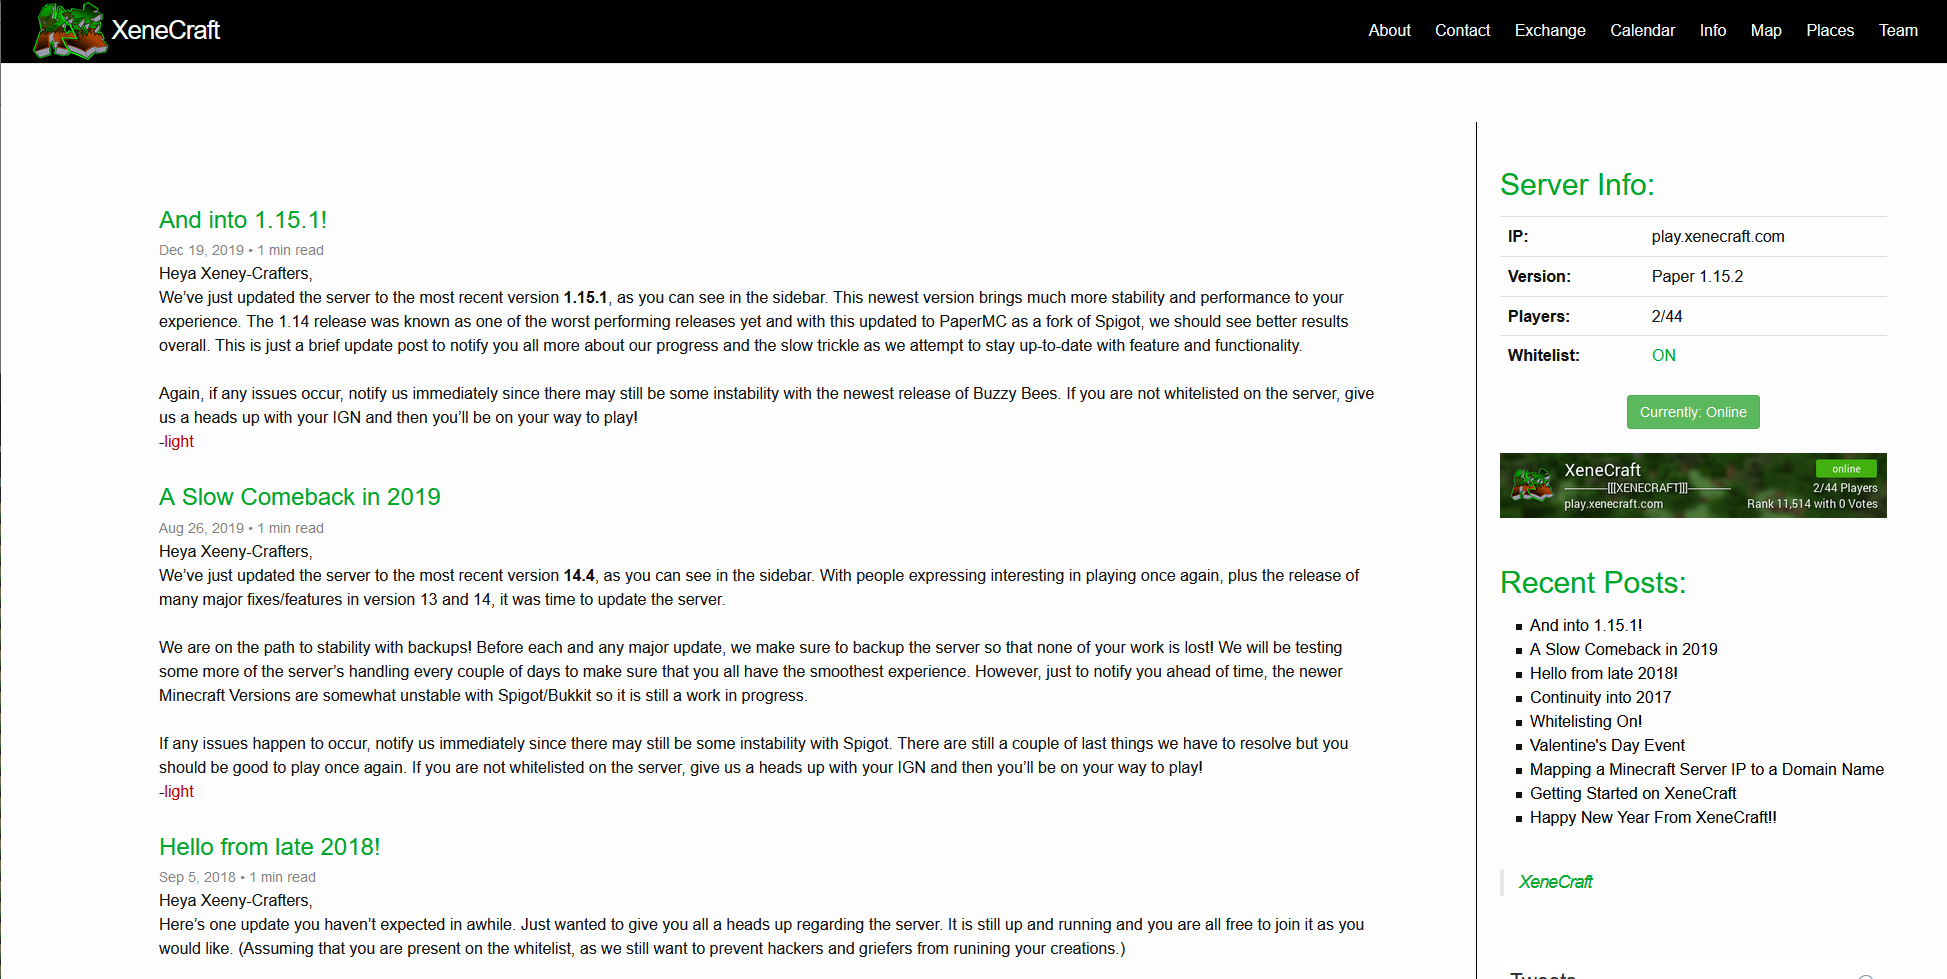 XeneCraft
About Contact Exchange Calendar Info Map Places Team
And into 1.15.1!
Dec 19, 2019 • 1 min read
Heya Xeney-Crafters,
We’ve just updated the server to the most recent version 1.15.1, as you can see in the sidebar. This newest version brings much more stability and performance to your
experience. The 1.14 release was known as one of the worst performing releases yet and with this updated to PaperMC as a fork of Spigot, we should see better results
overall. This is just a brief update post to notify you all more about our progress and the slow trickle as we attempt to stay up-to-date with feature and functionality.
Again, if any issues occur, notify us immediately since there may still be some instability with the newest release of Buzzy Bees. If you are not whitelisted on the server, give
us a heads up with your IGN and then you’ll be on your way to play!
-light
A Slow Comeback in 2019
Aug 26, 2019 • 1 min read
Heya Xeeny-Crafters,
We’ve just updated the server to the most recent version 14.4, as you can see in the sidebar. With people expressing interesting in playing once again, plus the release of
many major fixes/features in version 13 and 14, it was time to update the server.
We are on the path to stability with backups! Before each and any major update, we make sure to backup the server so that none of your work is lost! We will be testing
some more of the server’s handling every couple of days to make sure that you all have the smoothest experience. However, just to notify you ahead of time, the newer
Minecraft Versions are somewhat unstable with Spigot/Bukkit so it is still a work in progress.
If any issues happen to occur, notify us immediately since there may still be some instability with Spigot. There are still a couple of last things we have to resolve but you
should be good to play once again. If you are not whitelisted on the server, give us a heads up with your IGN and then you’ll be on your way to play!
-light
Hello from late 2018!
Sep 5, 2018 • 1 min read
Heya Xeeny-Crafters,
Here’s one update you haven’t expected in awhile. Just wanted to give you all a heads up regarding the server. It is still up and running and you are all free to join it as you
would like. (Assuming that you are present on the whitelist, as we still want to prevent hackers and griefers from runining your creations.)
Server Info:
IP: play.xenecraft.com
Version: Paper 1.15.2
Players: 2/44
Whitelist: ON
Currently: Online
XeneCraft online
---------------[[[XENECRAFT]]]--------------- 2/44 Players
play.xenecraft.com Rank 11,514 with 0 Votes
Recent Posts:
And into 1.15.1!
A Slow Comeback in 2019
Hello from late 2018!
Continuity into 2017
Whitelisting On!
Valentine's Day Event
Mapping a Minecraft Server IP to a Domain Name
Getting Started on XeneCraft
Happy New Year From XeneCraft!!
XeneCraft
Tweets